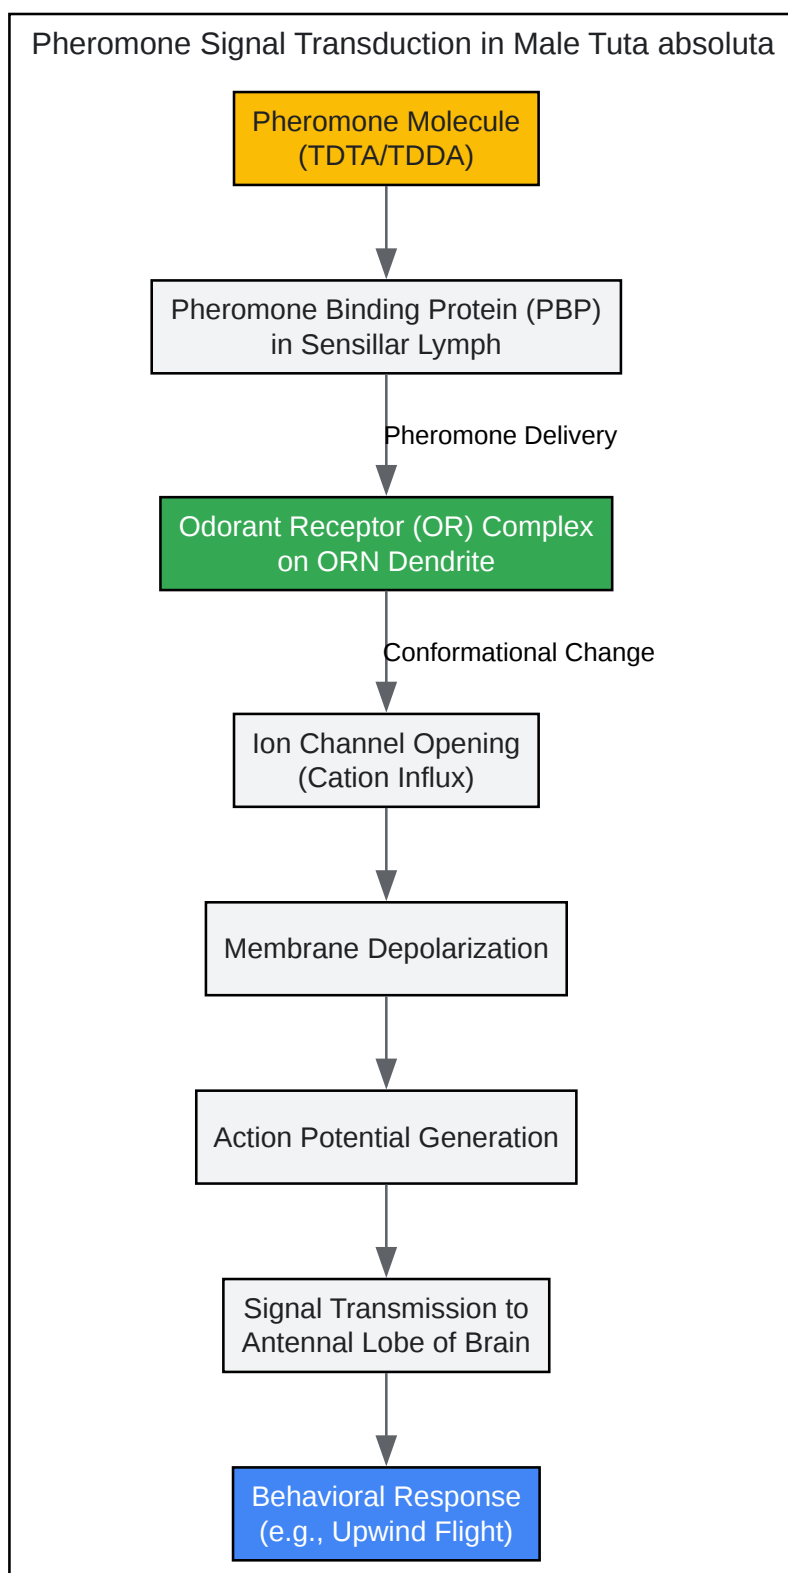 Pheromone Signal Transduction in Male Tuta absoluta
Pheromone Molecule
(TDTA/TDDA)
Pheromone Binding Protein (PBP)
in Sensillar Lymph
Pheromone Delivery
Odorant Receptor (OR) Complex
on ORN Dendrite
Conformational Change
Ion Channel Opening
(Cation Influx)
Membrane Depolarization
Action Potential Generation
Signal Transmission to
Antennal Lobe of Brain
Behavioral Response
(e.g., Upwind Flight)